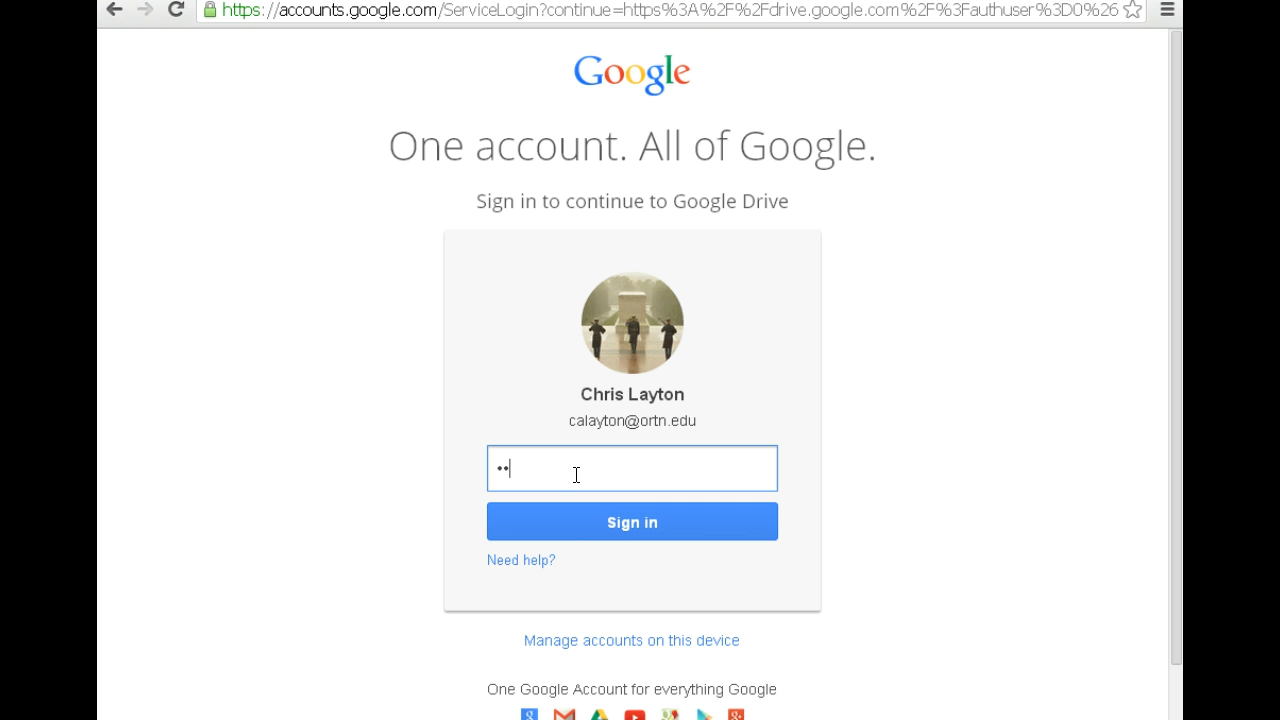 https://accounts.google.com/ServiceLogin?continue=https%3A%2F%2Fdrive.google.com%2F%3Fauthuser%3D0%26
Google
One account. All of Google.
Sign in to continue to Google Drive
Chris Layton
calayton@ortn.edu
••
Sign in
Need help?
Manage accounts on this device
One Google Account for everything Google